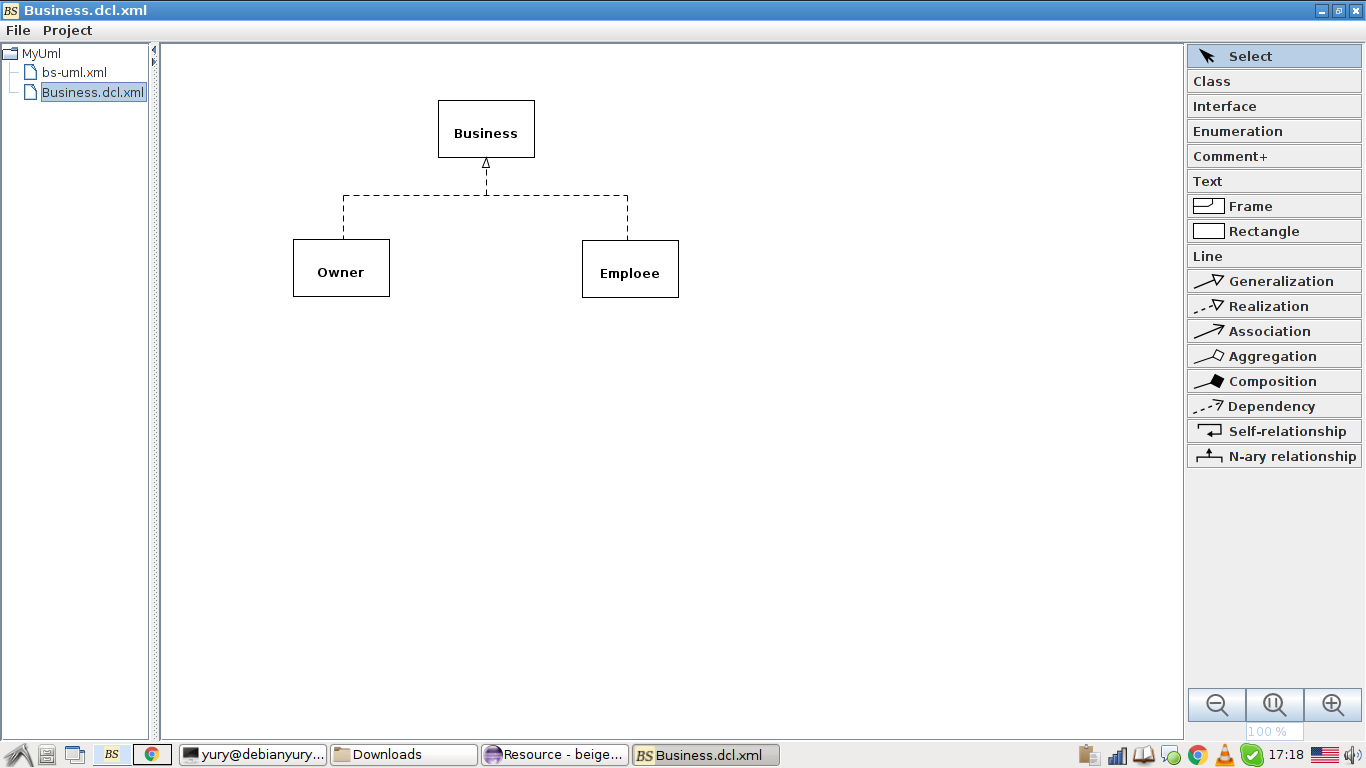 BS Business.dcl.xml
File Project
MyUml
bs-uml.xml
Business.dcl.xml
Business
Owner
Emploee
Select
Class
Interface
Enumeration
Comment+
Text
Frame
Rectangle
Line
Generalization
Realization
Association
Aggregation
Composition
Dependency
Self-relationship
N-ary relationship
100 %
BS yury@debianyury... Downloads Resource - beige... BS Business.dcl.xml 17:18